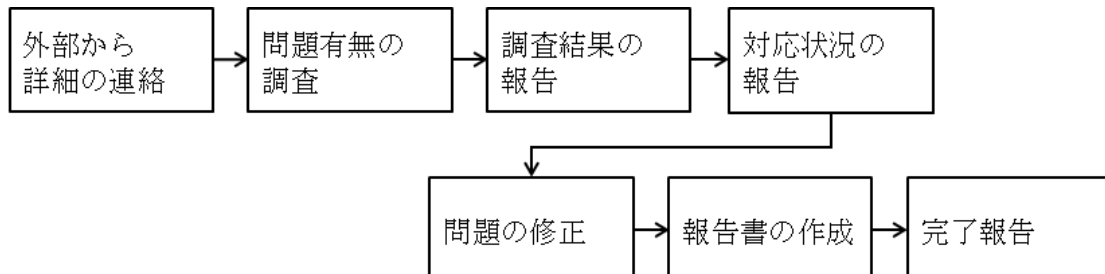 外部から
詳細の連絡
問題有無の
調査
調査結果の
報告
対応状況の
報告
問題の修正
報告書の作成
完了報告